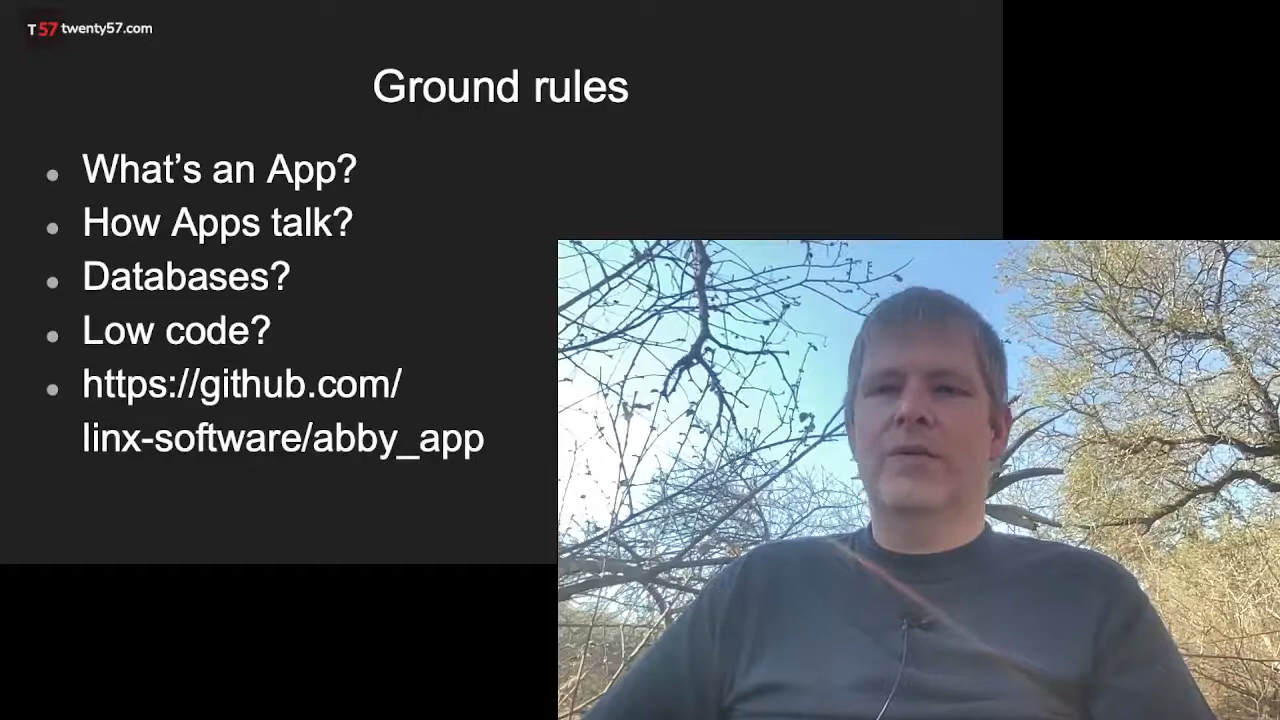 T57 twenty57.com
Ground rules
What's an App?
How Apps talk?
Databases?
Low code?
https://github.com/
linx-software/abby_app